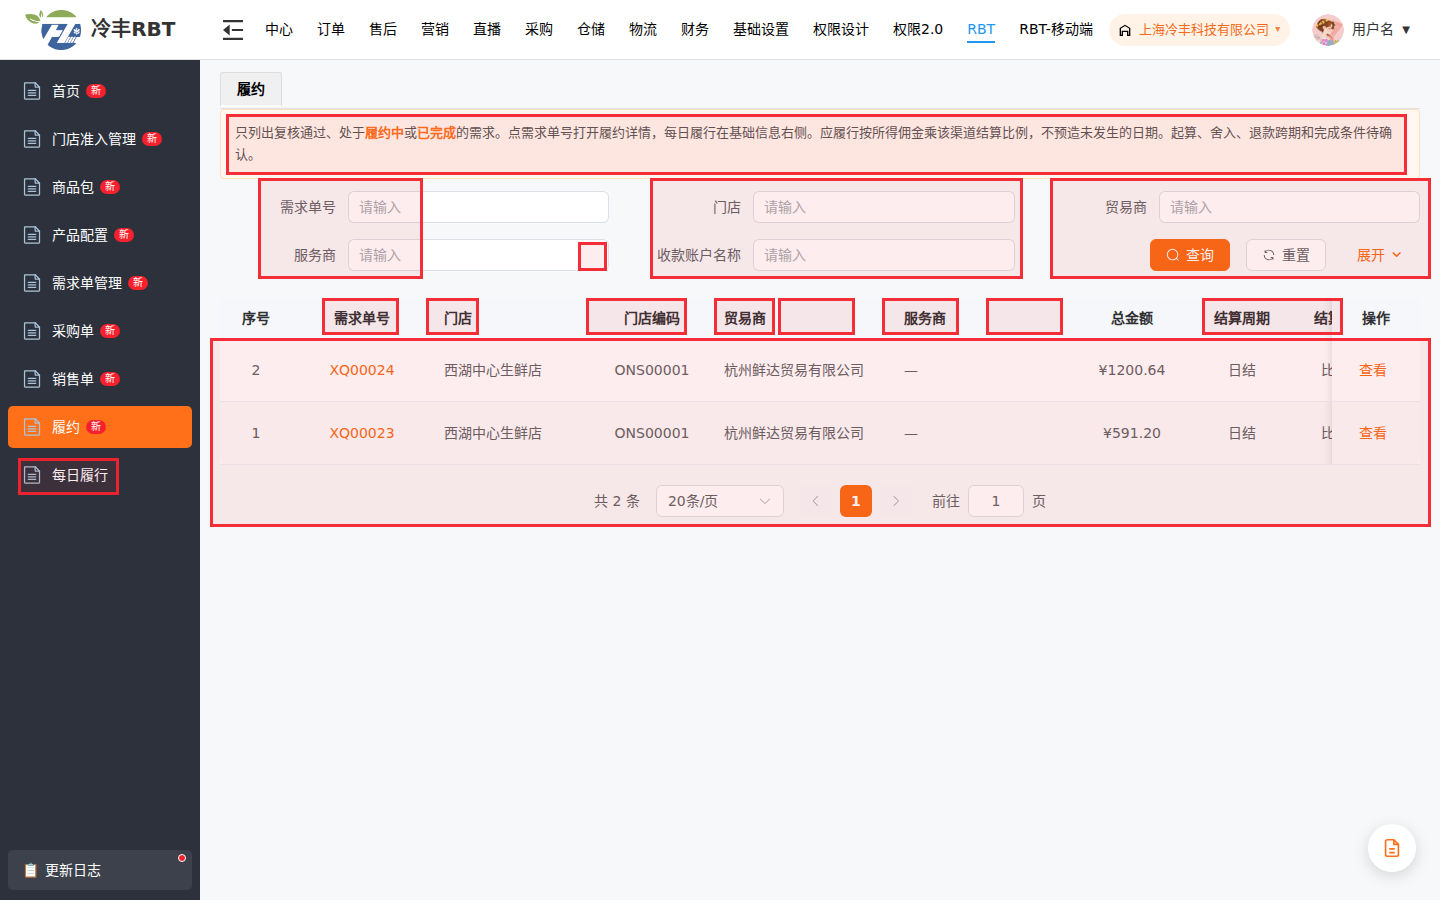 冷丰RBT
中心 订单 售后 营销 直播 采购 仓储 物流 财务 基础设置 权限设计 权限2.0 RBT RBT-移动端 上海冷丰科技有限公司 用户名
首页 新
门店准入管理 新
商品包 新
产品配置 新
需求单管理 新
采购单 新
销售单 新
履约 新
每日履行
更新日志
履约
只列出复核通过、处于履约中或已完成的需求。点需求单号打开履约详情，每日履行在基础信息右侧。应履行按所得佣金乘该渠道结算比例，不预造未发生的日期。起算、舍入、退款跨期和完成条件待确
认。
需求单号 请输入 门店 请输入 贸易商 请输入
服务商 请输入 收款账户名称 请输入 查询 重置 展开
序号 需求单号 门店 门店编码 贸易商 服务商 总金额 结算周期 结 操作
2 XQ00024 西湖中心生鲜店 ONS00001 杭州鲜达贸易有限公司 — ¥1200.64 日结 比 查看
1 XQ00023 西湖中心生鲜店 ONS00001 杭州鲜达贸易有限公司 — ¥591.20 日结 比 查看
共 2 条 20条/页 1 前往 1 页